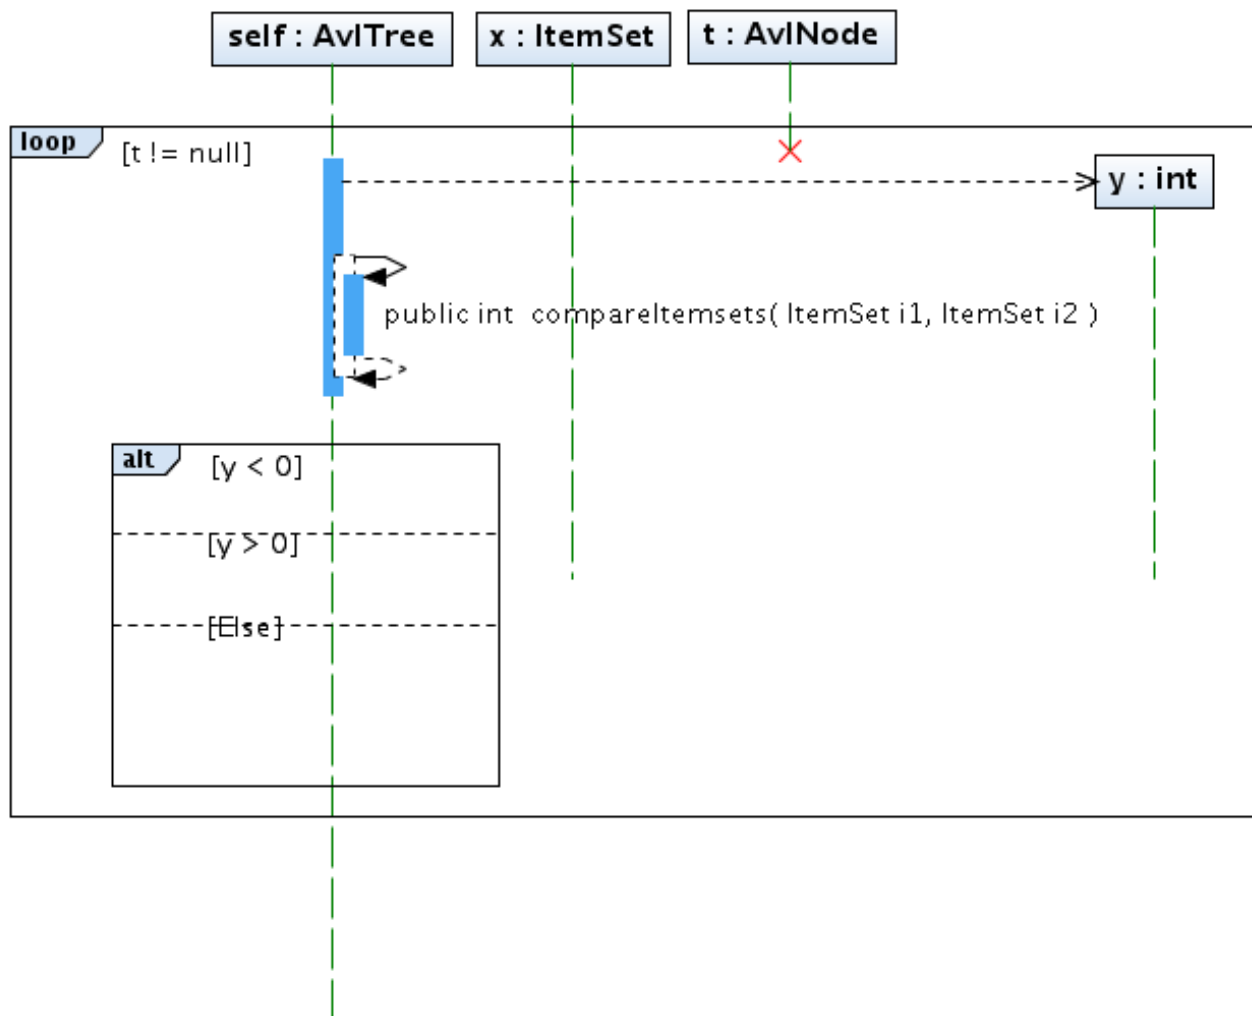 self : AvlTree
x : ItemSet
t : AvlNode
loop
[t != null]
y : int
public int compareItemsets( ItemSet i1, ItemSet i2 )
alt
[y < 0]
[y > 0]
[Else]